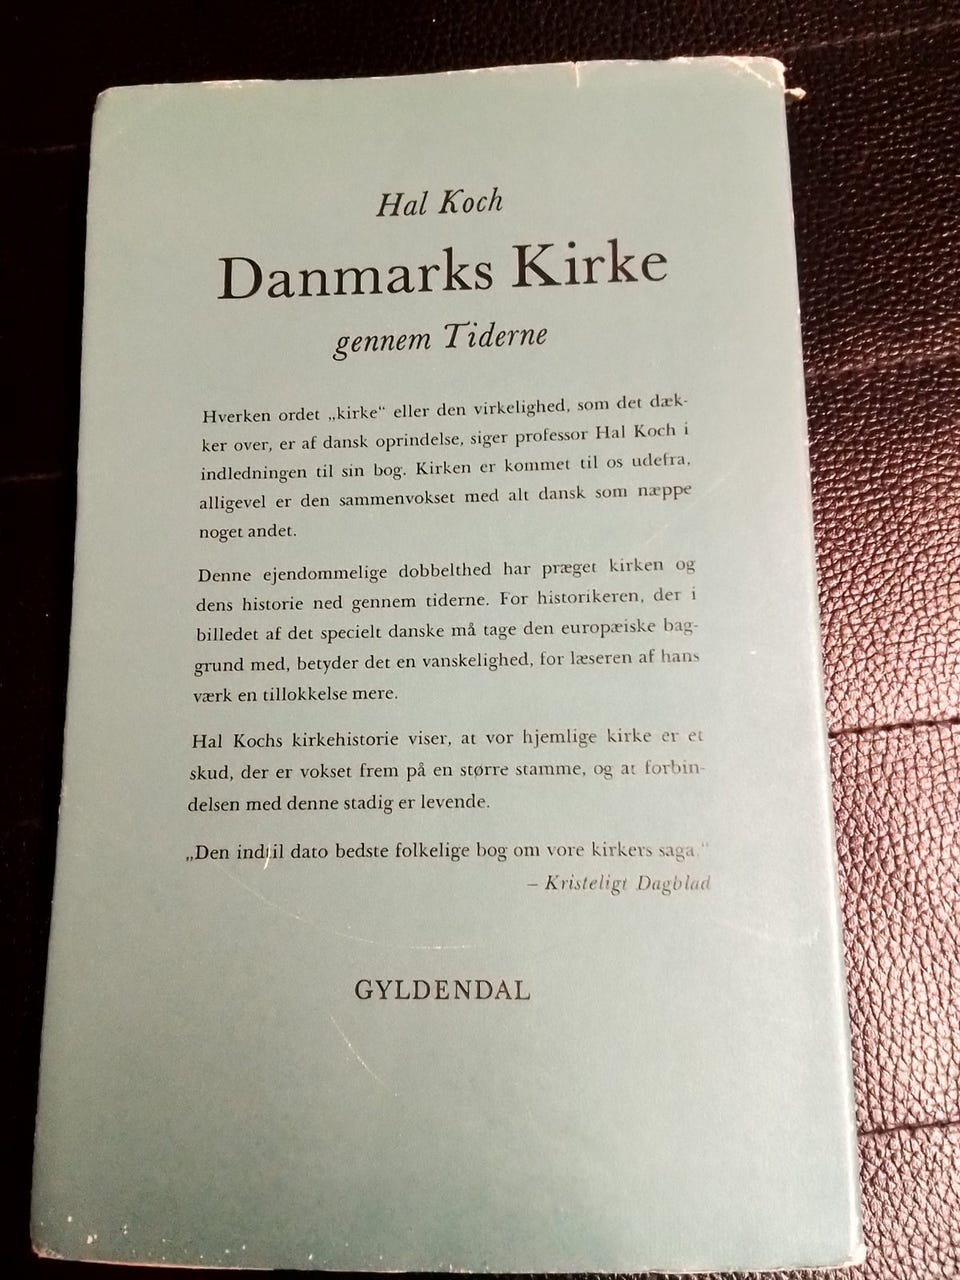 Hal Koch
Danmarks Kirke
gennem Tiderne
Hverken ordet „kirke“ eller den virkelighed, som det dæk-
ker over, er af dansk oprindelse, siger professor Hal Koch i
indledningen til sin bog. Kirken er kommet til os udefra,
alligevel er den sammenvokset med alt dansk som næppe
noget andet.
Denne ejendommelige dobbelthed har præget kirken og
dens historie ned gennem tiderne. For historikeren, der i
billedet af det specielt danske må tage den europæiske bag-
grund med, betyder det en vanskelighed, for læseren af hans
værk en tillokkelse mere.
Hal Kochs kirkehistorie viser, at vor hjemlige kirke er et
skud, der er vokset frem på en større stamme, og at forbin-
delsen med denne stadig er levende.
„Den indtil dato bedste folkelige bog om vore kirkers saga.“
– Kristeligt Dagblad
GYLDENDAL